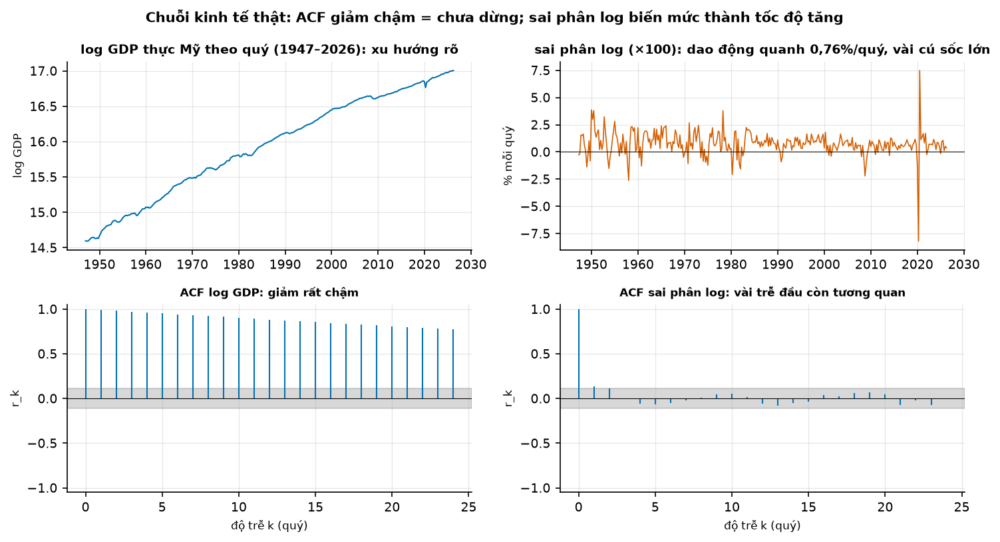 Chuỗi kinh tế thật: ACF giảm chậm = chưa dừng; sai phân log biến mức thành tốc độ tăng
log GDP thực Mỹ theo quý (1947–2026): xu hướng rõ
log GDP
17.0
16.5
16.0
15.5
15.0
14.5
1950 1960 1970 1980 1990 2000 2010 2020 2030
sai phân log (×100): dao động quanh 0,76%/quý, vài cú sốc lớn
% mỗi quý
7.5
5.0
2.5
0.0
−2.5
−5.0
−7.5
1950 1960 1970 1980 1990 2000 2010 2020 2030
ACF log GDP: giảm rất chậm
r_k
1.0
0.5
0.0
−0.5
−1.0
0 5 10 15 20 25
độ trễ k (quý)
ACF sai phân log: vài trễ đầu còn tương quan
r_k
1.0
0.5
0.0
−0.5
−1.0
0 5 10 15 20 25
độ trễ k (quý)